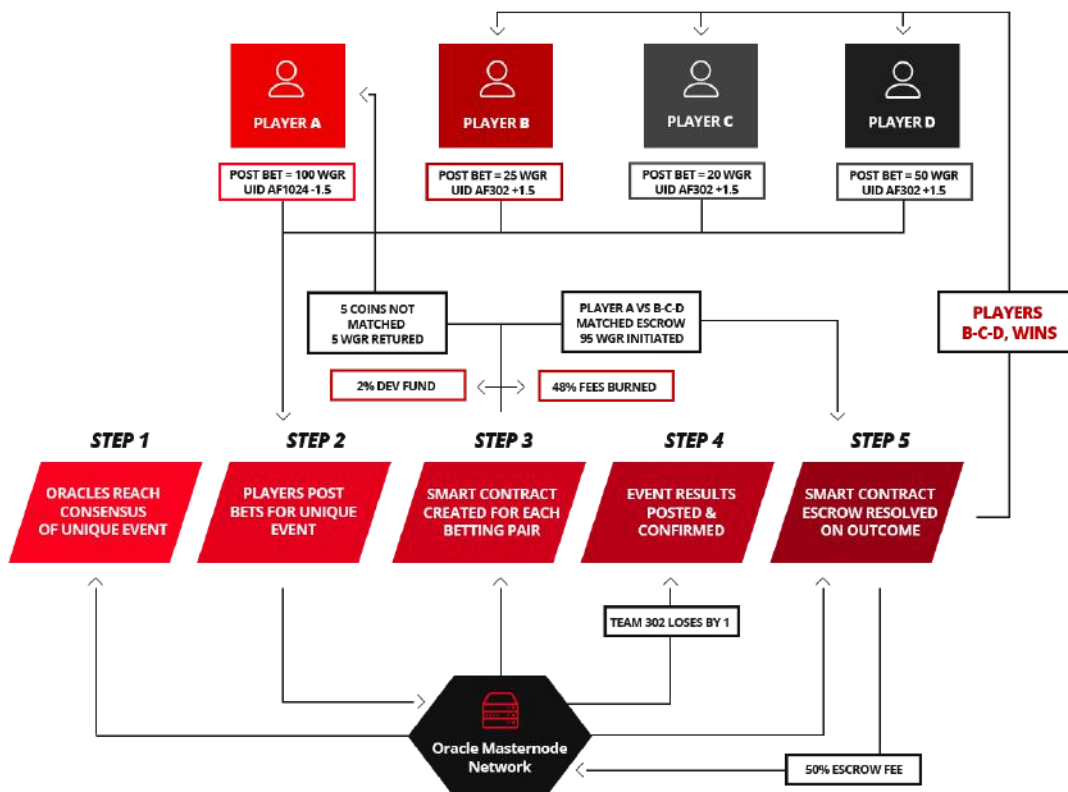 PLAYER A
PLAYER B
PLAYER C
PLAYER D
POST BET = 100 WGR
UID AF1024 -1.5
POST BET = 25 WGR
UID AF302 +1.5
POST BET = 20 WGR
UID AF302 +1.5
POST BET = 50 WGR
UID AF302 +1.5
5 COINS NOT
MATCHED
5 WGR RETURED
PLAYER A VS B-C-D
MATCHED ESCROW
95 WGR INITIATED
PLAYERS
B-C-D, WINS
2% DEV FUND
48% FEES BURNED
STEP 1
STEP 2
STEP 3
STEP 4
STEP 5
ORACLES REACH
CONSENSUS
OF UNIQUE EVENT
PLAYERS POST
BETS FOR UNIQUE
EVENT
SMART CONTRACT
CREATED FOR EACH
BETTING PAIR
EVENT RESULTS
POSTED &
CONFIRMED
SMART CONTRACT
ESCROW RESOLVED
ON OUTCOME
TEAM 302 LOSES BY 1
Oracle Masternode
Network
50% ESCROW FEE